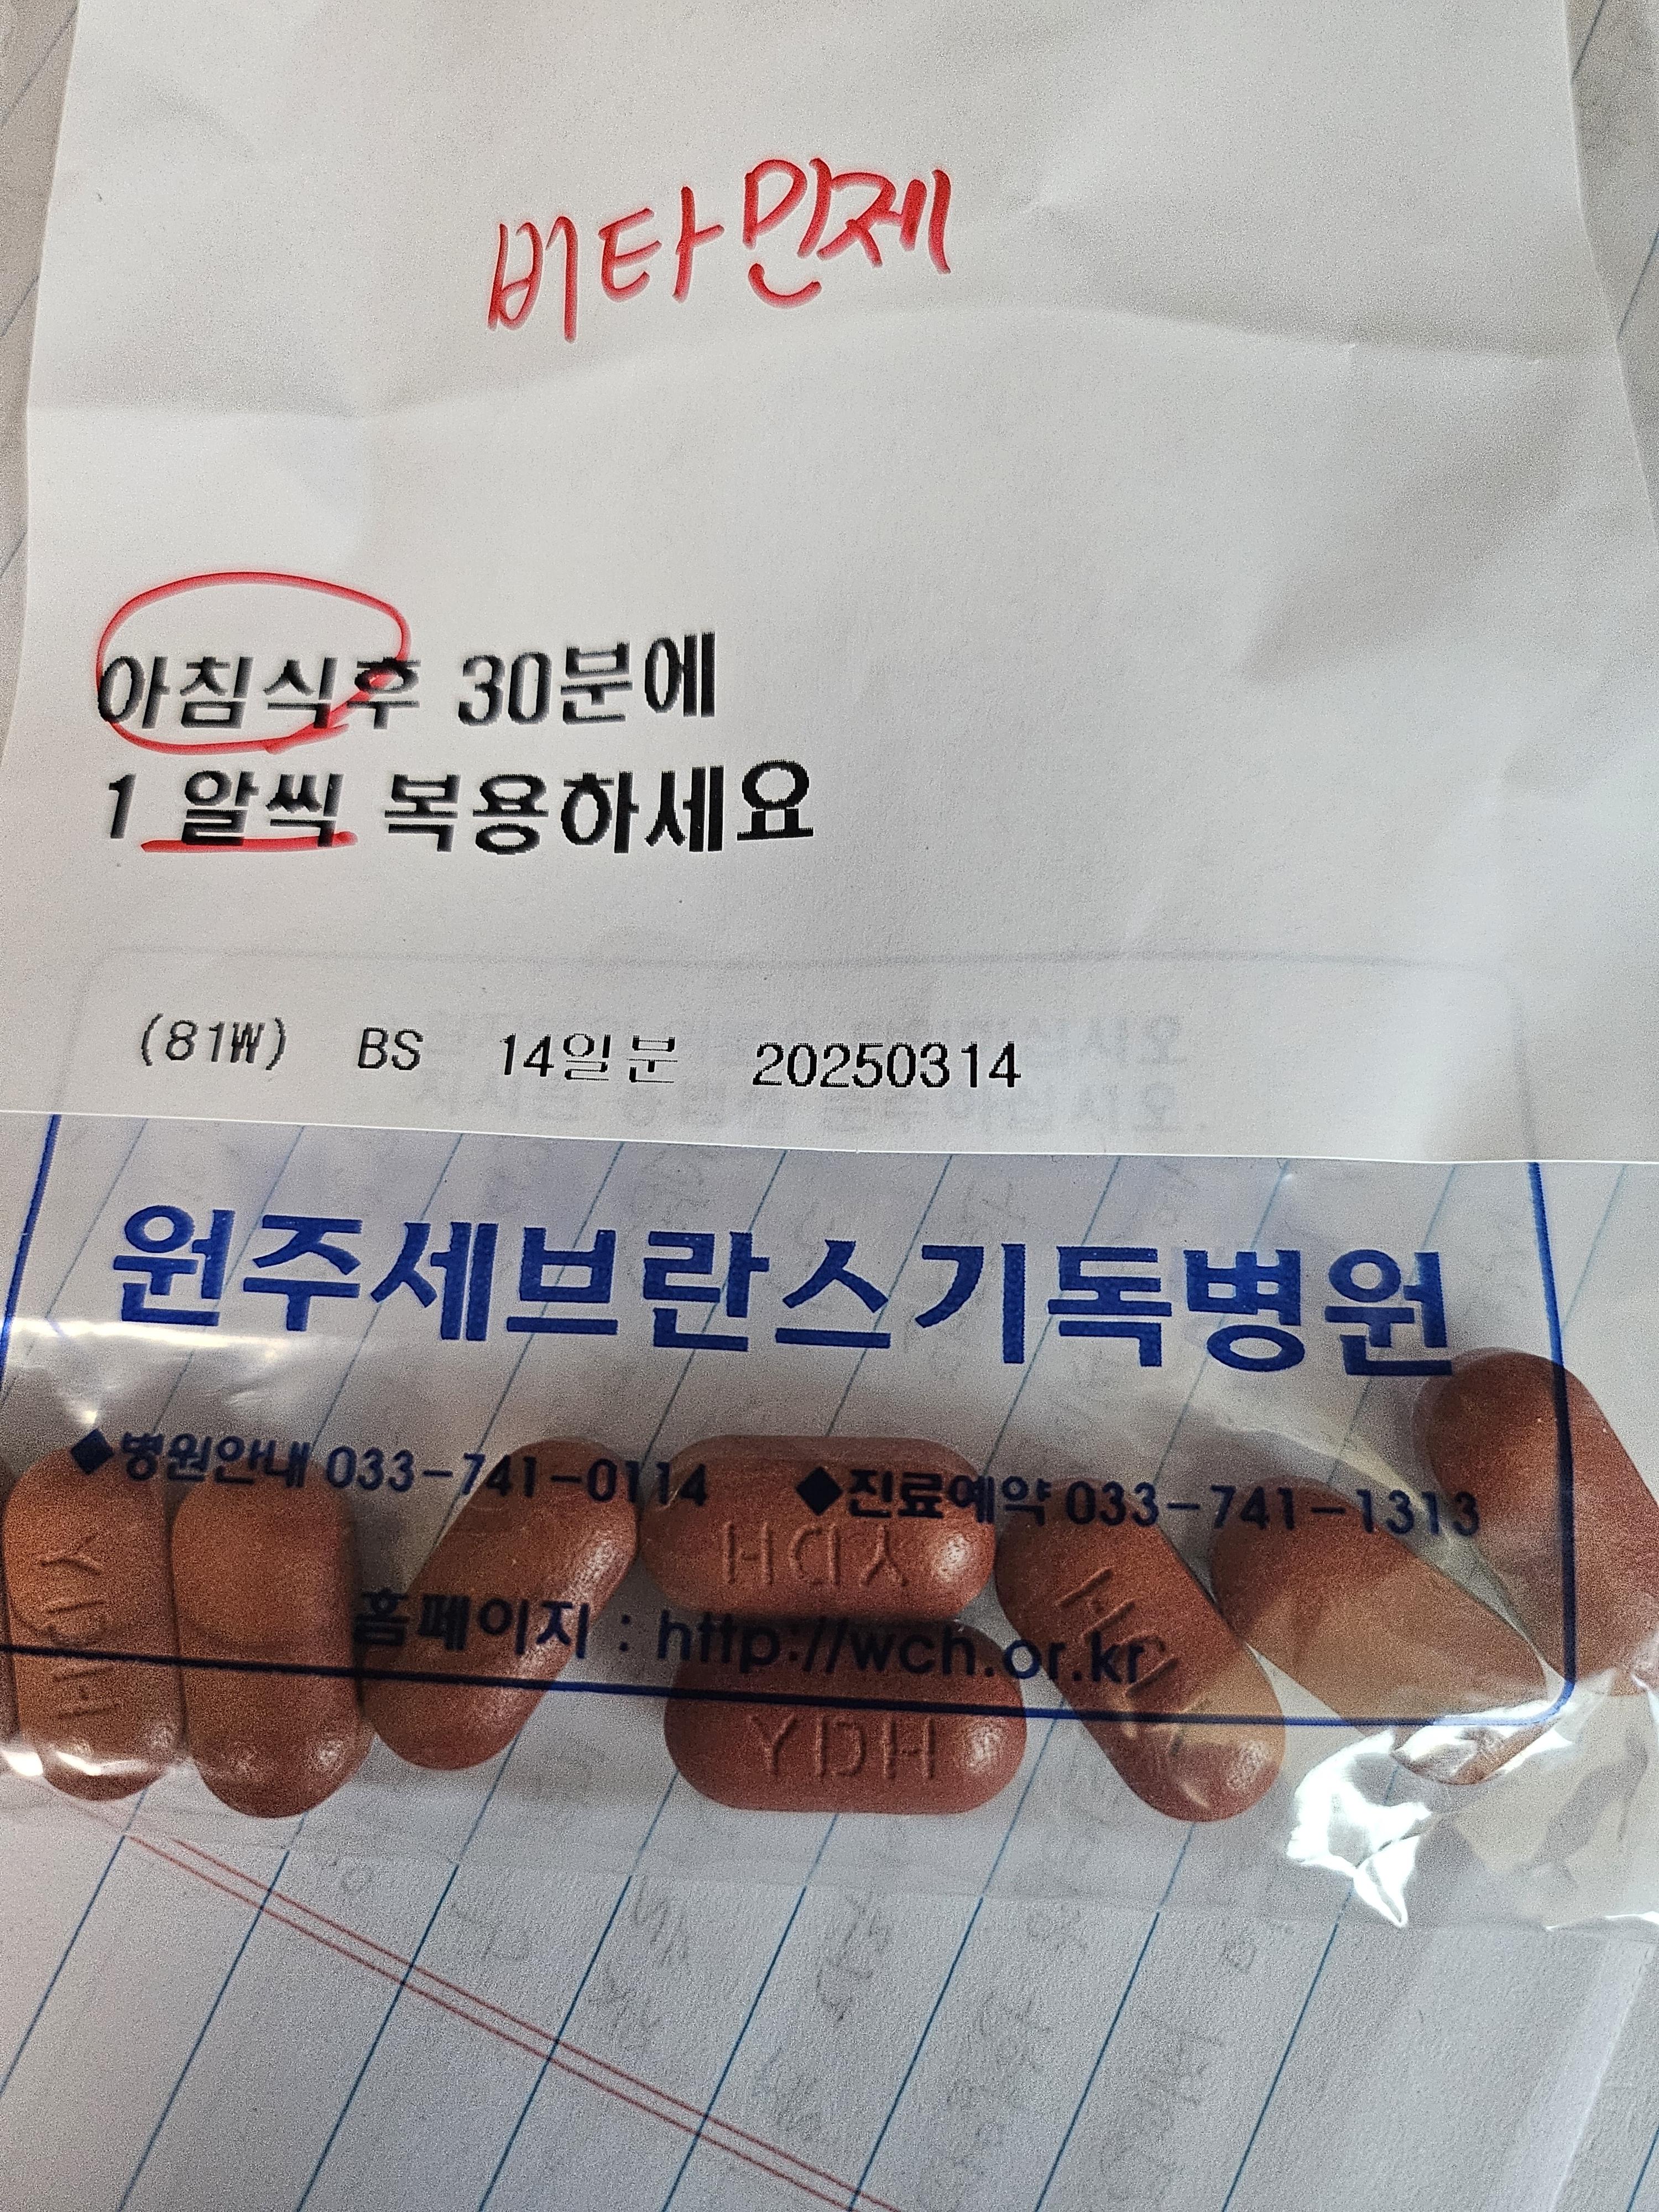 비타민제
아침식후 30분에
1 알씩 복용하세요
(81W) BS 14일분 20250314
원주세브란스기독병원
◆병원안내 033-741-0114 ◆진료예약 033-741-1313
홈페이지 : http://wch.or.kr
YDH
YDH
YDH
YDH